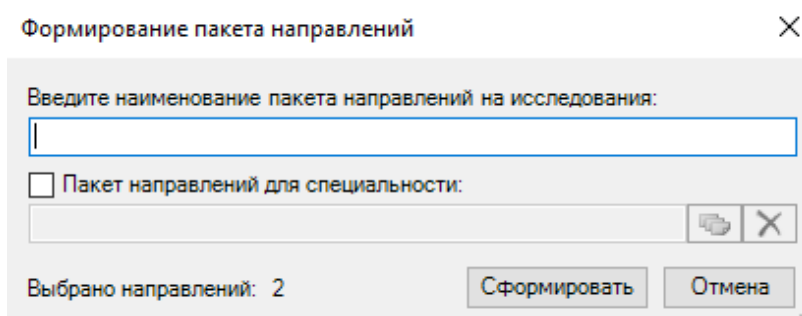 Формирование пакета направлений
Введите наименование пакета направлений на исследования:
Пакет направлений для специальности:
Выбрано направлений: 2 Сформировать Отмена